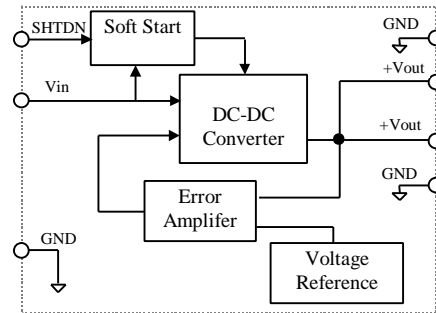 SHTDN
Soft Start
GND
+Vout
Vin
DC-DC
Converter
+Vout
GND
Error
Amplifer
GND
Voltage
Reference